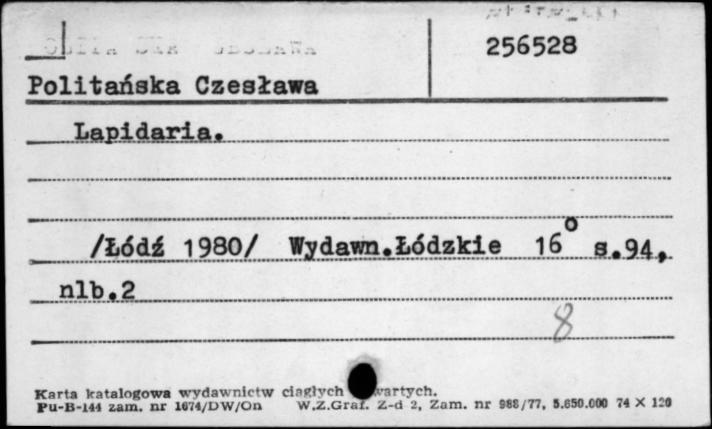 256528
Politańska Czesława
Lapidaria.
/Łódź 1980/ Wydawn.Łódzkie 16° s.94,
nlb.2
8
Karta katalogowa wydawnictw ciągłych wartych.
Pu-B-144 zam. nr 1674/DW/On W.Z.Graf. Z-d 2, Zam. nr 988/77, 5.650.000 74 X 120